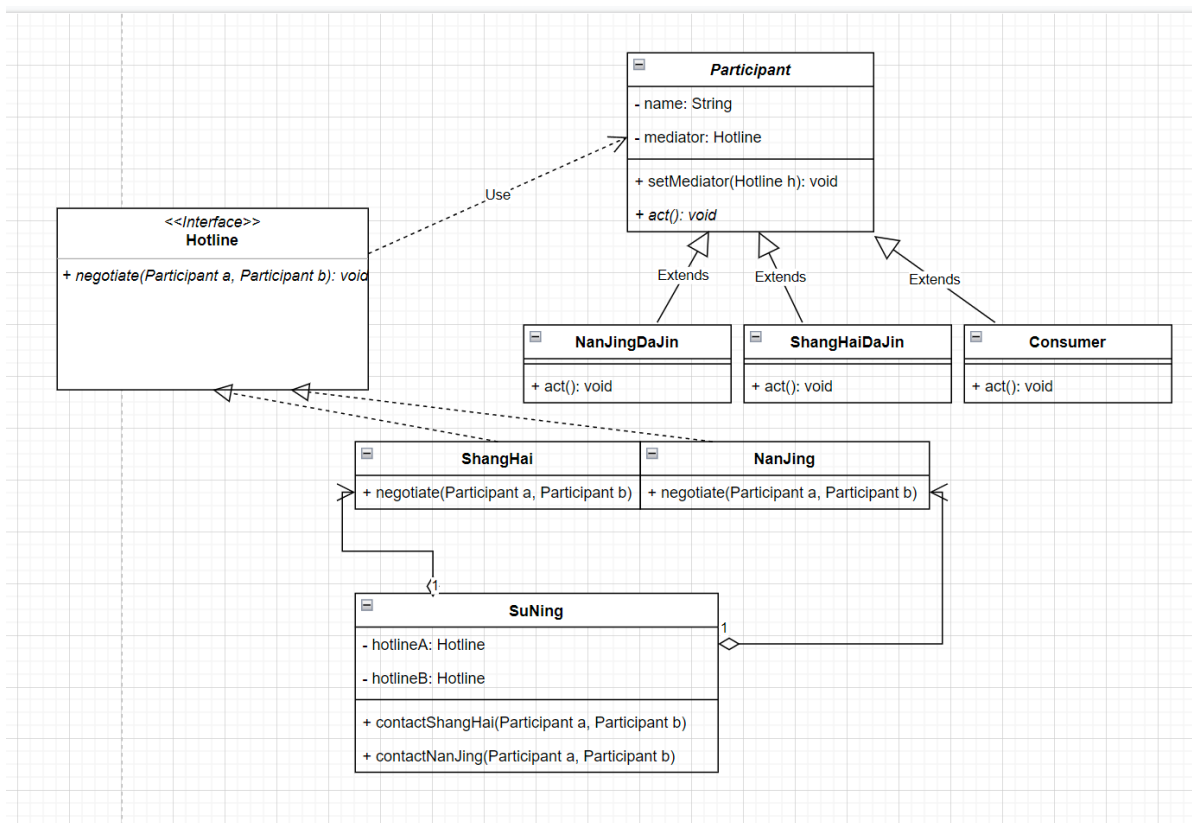 Participant
- name: String
- mediator: Hotline
+ setMediator(Hotline h): void
+ act(): void
Use
<<Interface>>
Hotline
+ negotiate(Participant a, Participant b): void
Extends
Extends
Extends
NanJingDaJin
+ act(): void
ShangHaiDaJin
+ act(): void
Consumer
+ act(): void
ShangHai
+ negotiate(Participant a, Participant b)
NanJing
+ negotiate(Participant a, Participant b)
1
SuNing
- hotlineA: Hotline
- hotlineB: Hotline
+ contactShangHai(Participant a, Participant b)
+ contactNanJing(Participant a, Participant b)
1